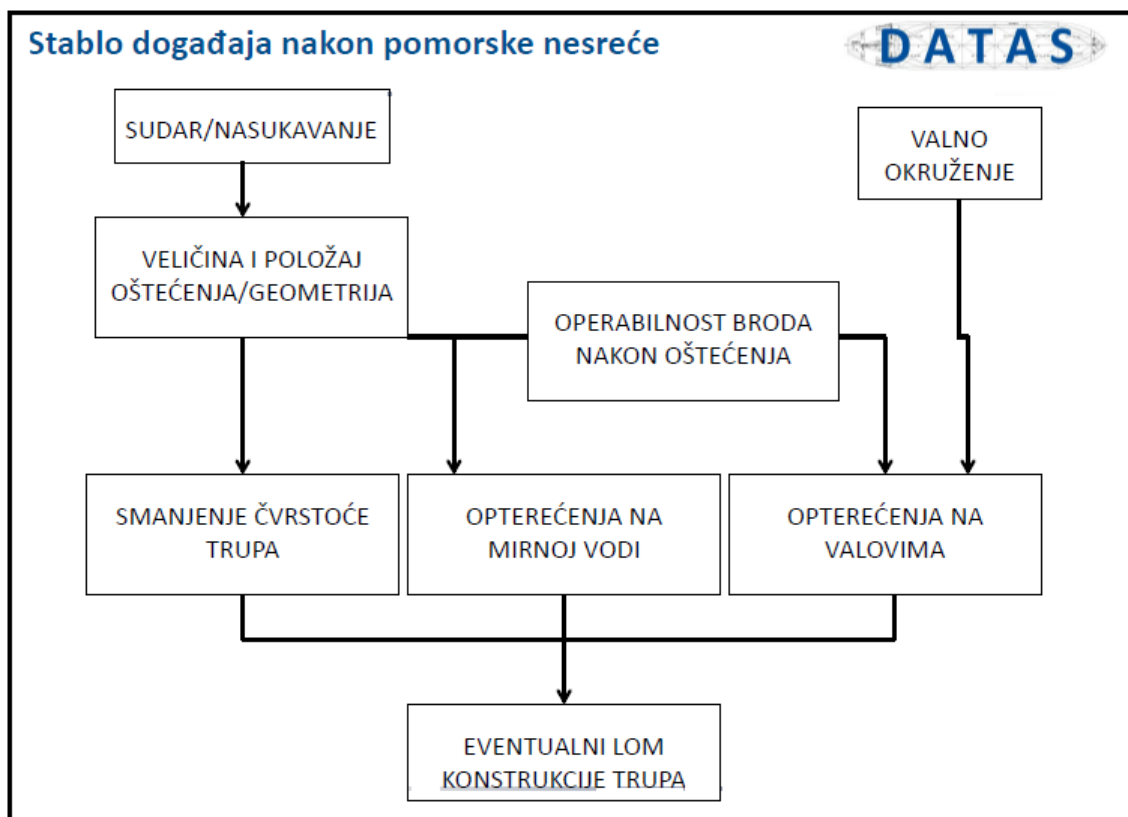 Stablo događaja nakon pomorske nesreće
DATAS
SUDAR/NASUKAVANJE
VALNO
OKRUŽENJE
VELIČINA I POLOŽAJ
OŠTEĆENJA/GEOMETRIJA
OPERABILNOST BRODA
NAKON OŠTEĆENJA
SMANJENJE ČVRSTOĆE
TRUPA
OPTEREĆENJA NA
MIRNOJ VODI
OPTEREĆENJA NA
VALOVIMA
EVENTUALNI LOM
KONSTRUKCIJE TRUPA